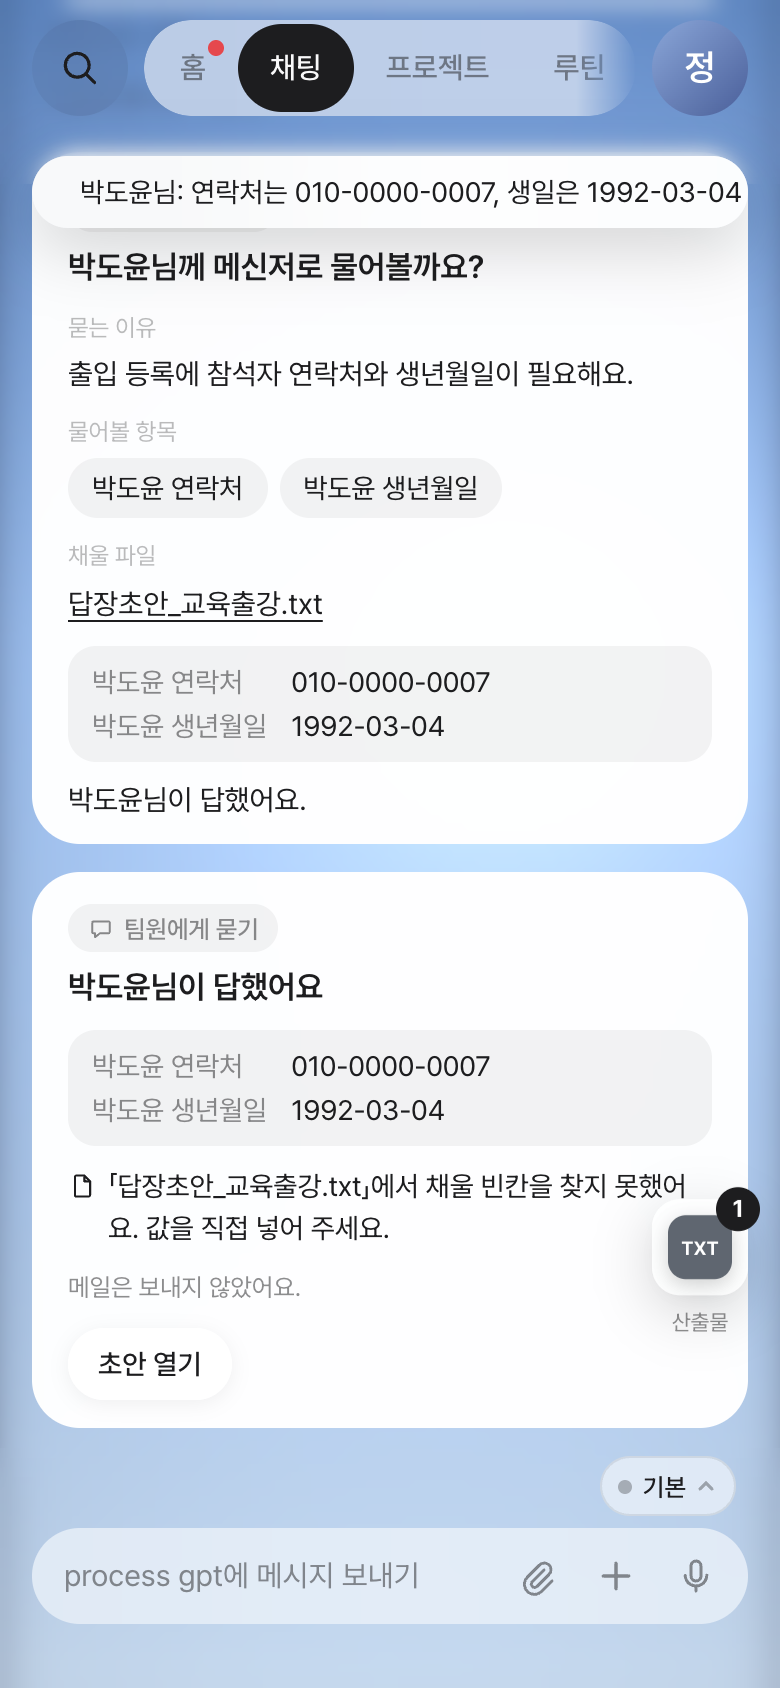 홈
채팅
프로젝트
루틴
정
박도윤님: 연락처는 010-0000-0007, 생일은 1992-03-04
박도윤님께 메신저로 물어볼까요?
묻는 이유
출입 등록에 참석자 연락처와 생년월일이 필요해요.
물어볼 항목
박도윤 연락처
박도윤 생년월일
채울 파일
답장초안_교육출강.txt
박도윤 연락처 010-0000-0007
박도윤 생년월일 1992-03-04
박도윤님이 답했어요.
팀원에게 묻기
박도윤님이 답했어요
박도윤 연락처 010-0000-0007
박도윤 생년월일 1992-03-04
「답장초안_교육출강.txt」에서 채울 빈칸을 찾지 못했어
요. 값을 직접 넣어 주세요.
1
TXT
산출물
메일은 보내지 않았어요.
초안 열기
기본
process gpt에 메시지 보내기